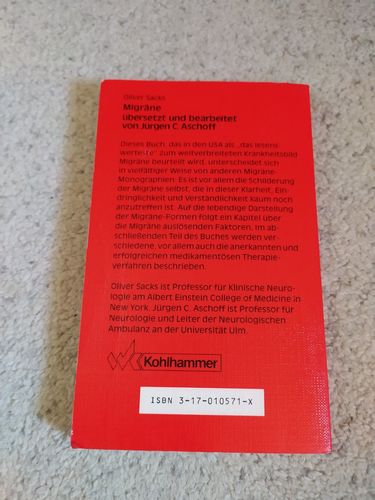 Oliver Sacks
Migräne
übersetzt und bearbeitet
von Jürgen C. Aschoff
Dieses Buch, das in den USA als „das lesens-
werteste" zum weltverbreiteten Krankheitsbild
Migräne beurteilt wird, unterscheidet sich
in vielfältiger Weise von anderen Migräne-
Monographien: Es ist vor allem die Schilderung
der Migräne selbst, die in dieser Klarheit, Ein-
dringlichkeit und Verständlichkeit kaum noch
anzutreffen ist. Auf die lebendige Darstellung
der Migräne-Formen folgt ein Kapitel über
die Migräne auslösenden Faktoren. Im ab-
schließenden Teil des Buches werden ver-
schiedene, vor allem auch die anerkannten und
erfolgreichen medikamentösen Therapie-
verfahren beschrieben.
Oliver Sacks ist Professor für Klinische Neuro-
logie am Albert Einstein College of Medicine in
New York. Jürgen C. Aschoff ist Professor für
Neurologie und Leiter der Neurologischen
Ambulanz an der Universität Ulm.
Kohlhammer
ISBN 3-17-010571-X